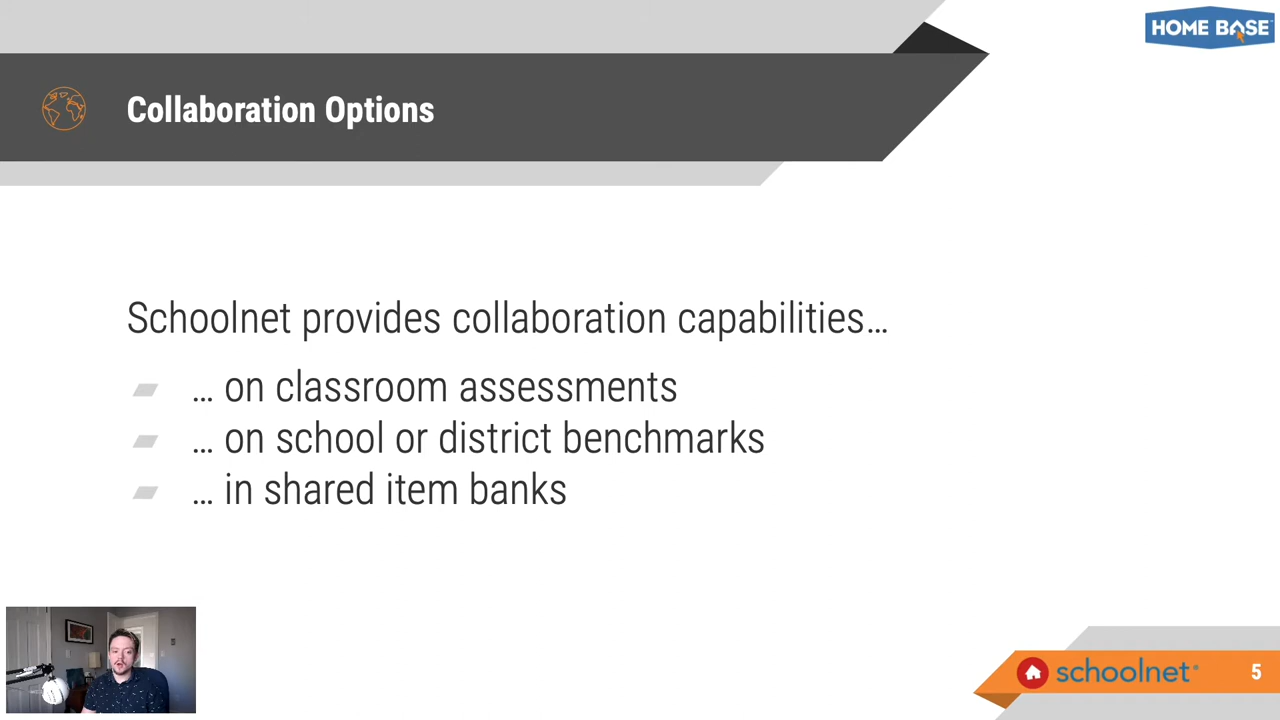 HOME BASE
Collaboration Options
Schoolnet provides collaboration capabilities…
… on classroom assessments
… on school or district benchmarks
… in shared item banks
schoolnet®
5